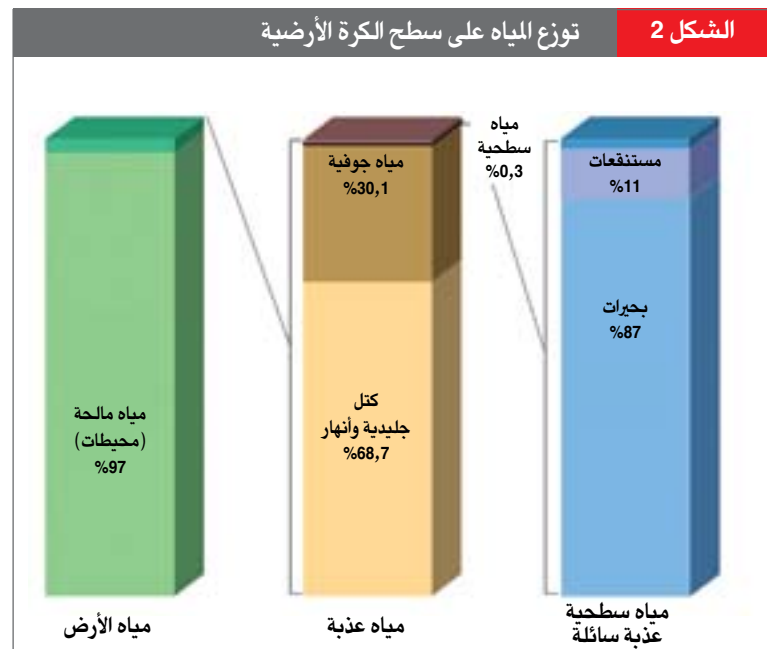 الشكل 2
توزع المياه على سطح الكرة الأرضية
مياه
سطحية
%0,3
مستنقعات
%11
بحيرات
%87
مياه جوفية
%30,1
كتل
جليدية وأنهار
%68,7
مياه مالحة
(محيطات)
%97
مياه سطحية
عذبة سائلة
مياه عذبة
مياه الأرض